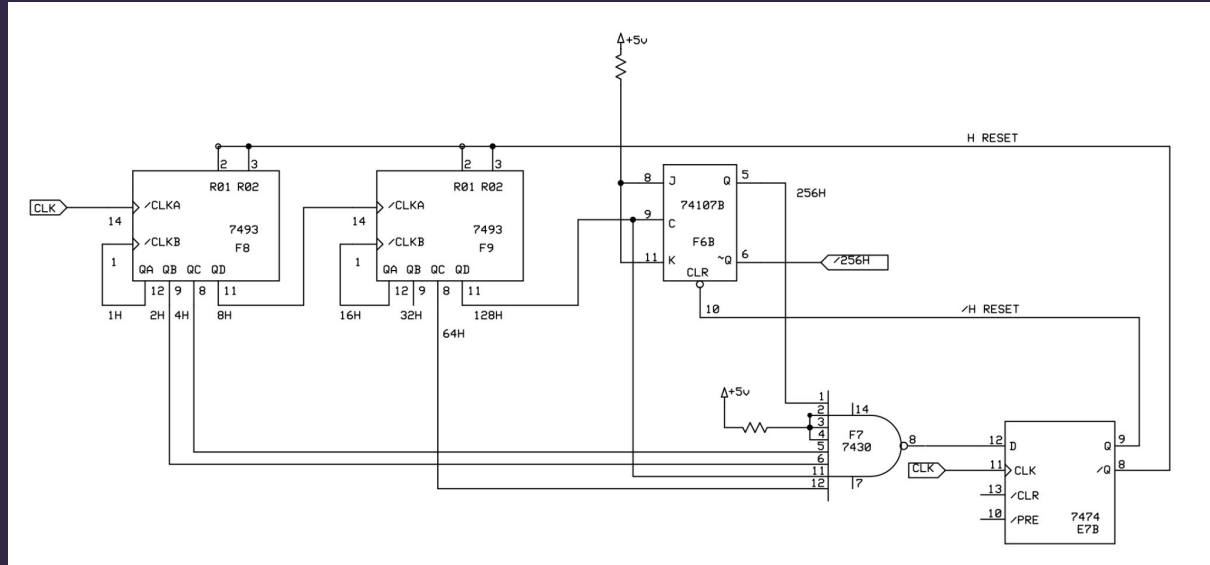 +5v
H RESET
2 3
2 3
R01 R02
R01 R02
8 J Q 5
256H
CLK
14
/CLKA
14
/CLKA
74107B
9 C
7493
F8
7493
F9
F6B
1
/CLKB
1
/CLKB
11 K ~Q 6
/256H
CLR
QA QB QC QD
QA QB QC QD
12 9 8 11
12 9 8 11
10
/H RESET
1H 2H 4H 8H
16H 32H 128H
64H
+5v
1
2
3
4
5
6
11
12
14
F7
7430
8
7
12 D Q 9
CLK
11 CLK /Q 8
13 /CLR
10 /PRE
7474
E7B